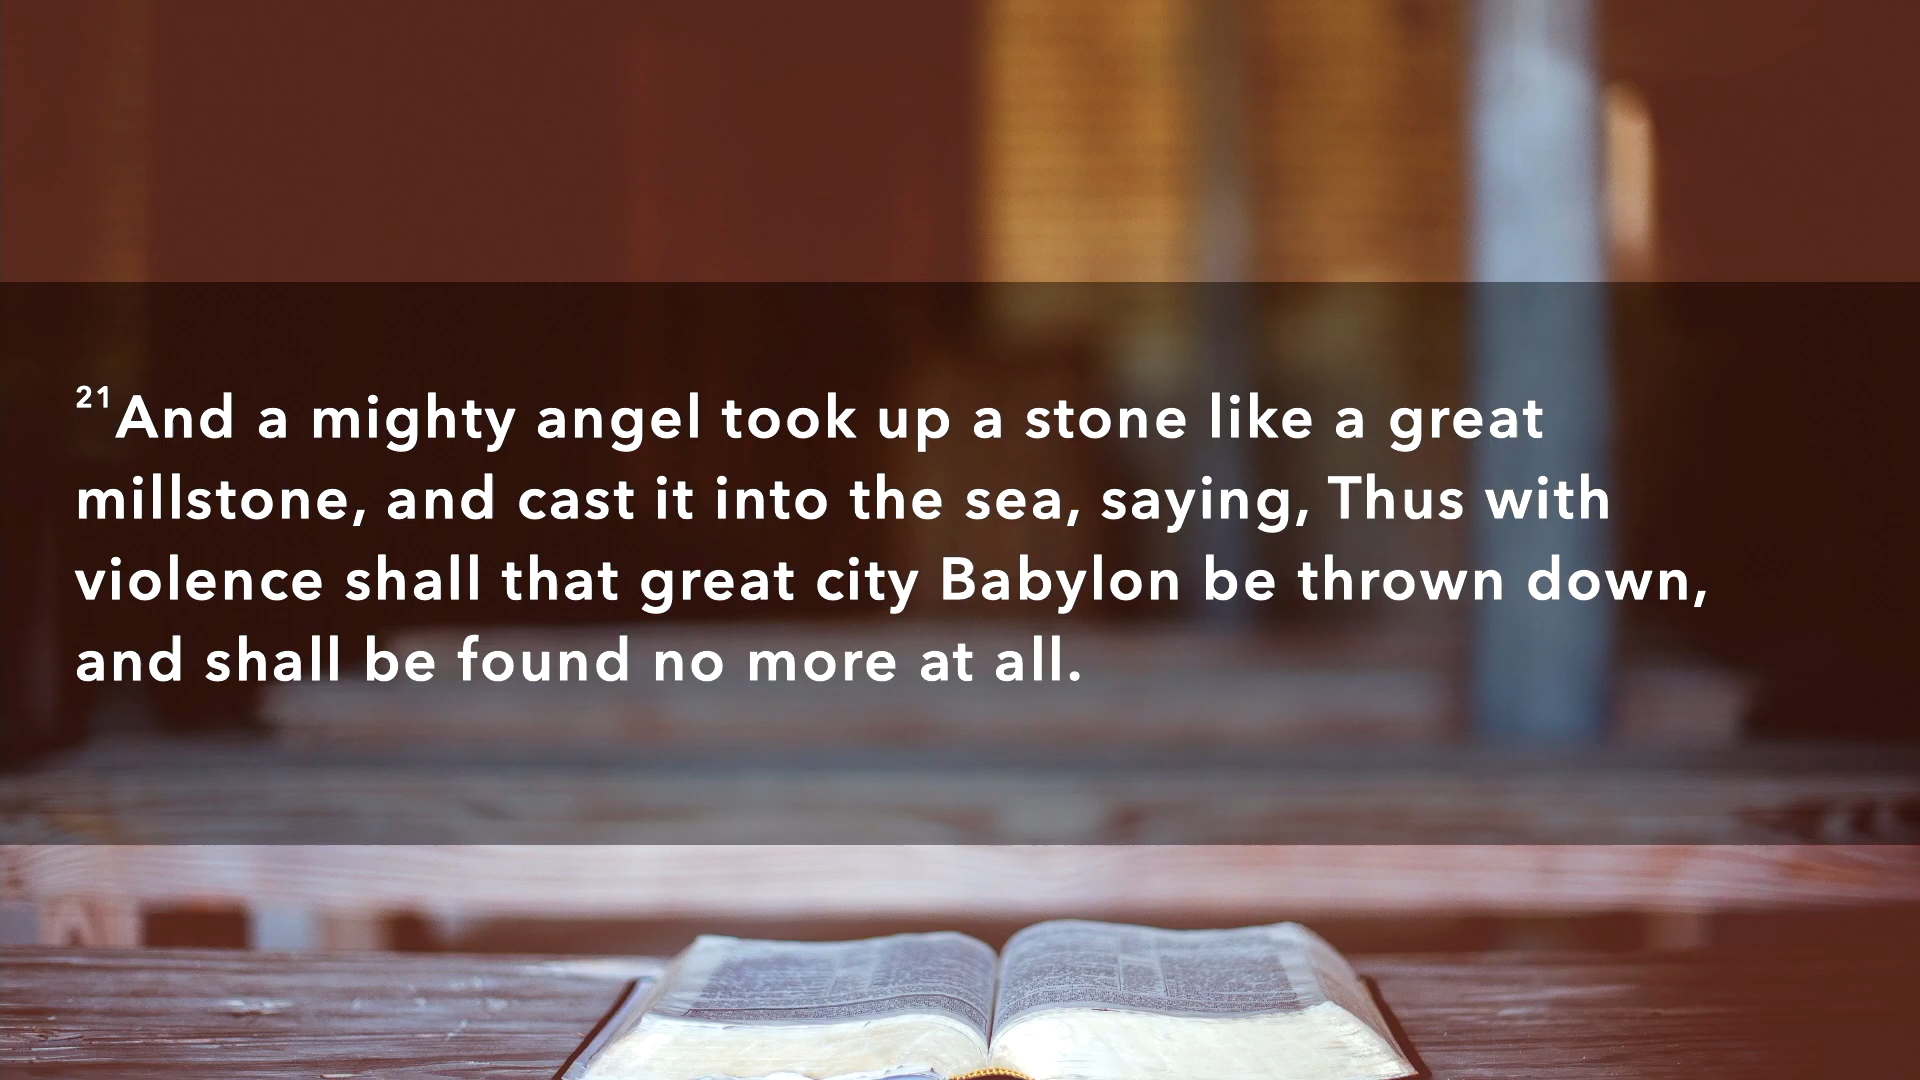 21And a mighty angel took up a stone like a great
millstone, and cast it into the sea, saying, Thus with
violence shall that great city Babylon be thrown down,
and shall be found no more at all.